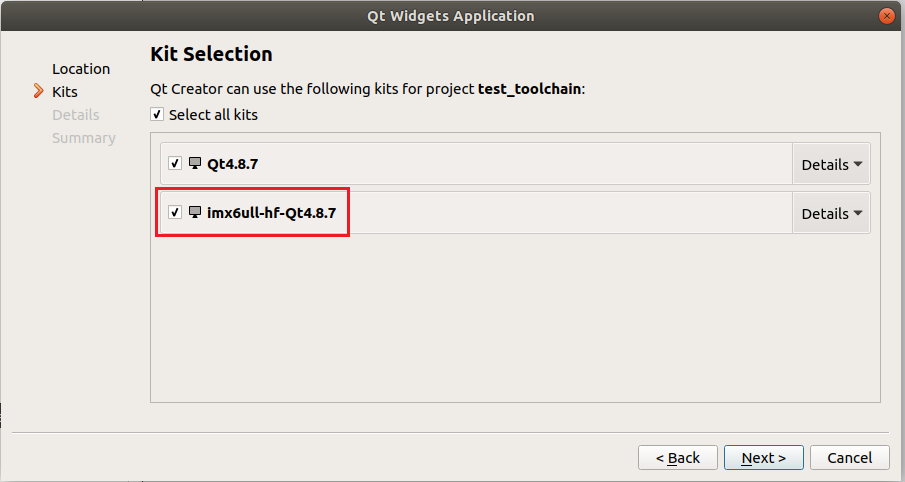 Qt Widgets Application
Location
Kits
Details
Summary
Kit Selection
Qt Creator can use the following kits for project test_toolchain:
Select all kits
Qt4.8.7
Details
imx6ull-hf-Qt4.8.7
Details
< Back
Next >
Cancel